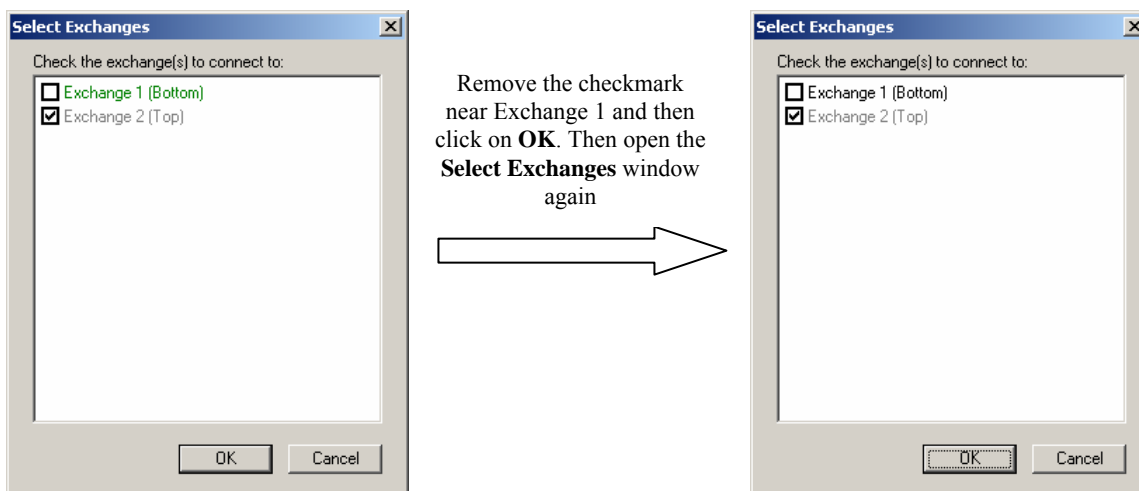 Select Exchanges
Check the exchange(s) to connect to:
Exchange 1 (Bottom)
Exchange 2 (Top)
OK
Cancel
Remove the checkmark
near Exchange 1 and then
click on OK. Then open the
Select Exchanges window
again
Select Exchanges
Check the exchange(s) to connect to:
Exchange 1 (Bottom)
Exchange 2 (Top)
OK
Cancel